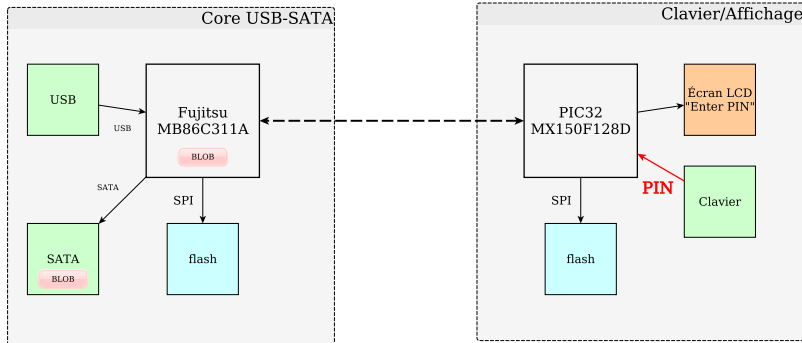 Core USB-SATA
USB
USB
Fujitsu
MB86C311A
BLOB
SATA
SPI
SATA
BLOB
flash
Clavier/Affichage
PIC32
MX150F128D
Écran LCD
"Enter PIN"
PIN
Clavier
SPI
flash